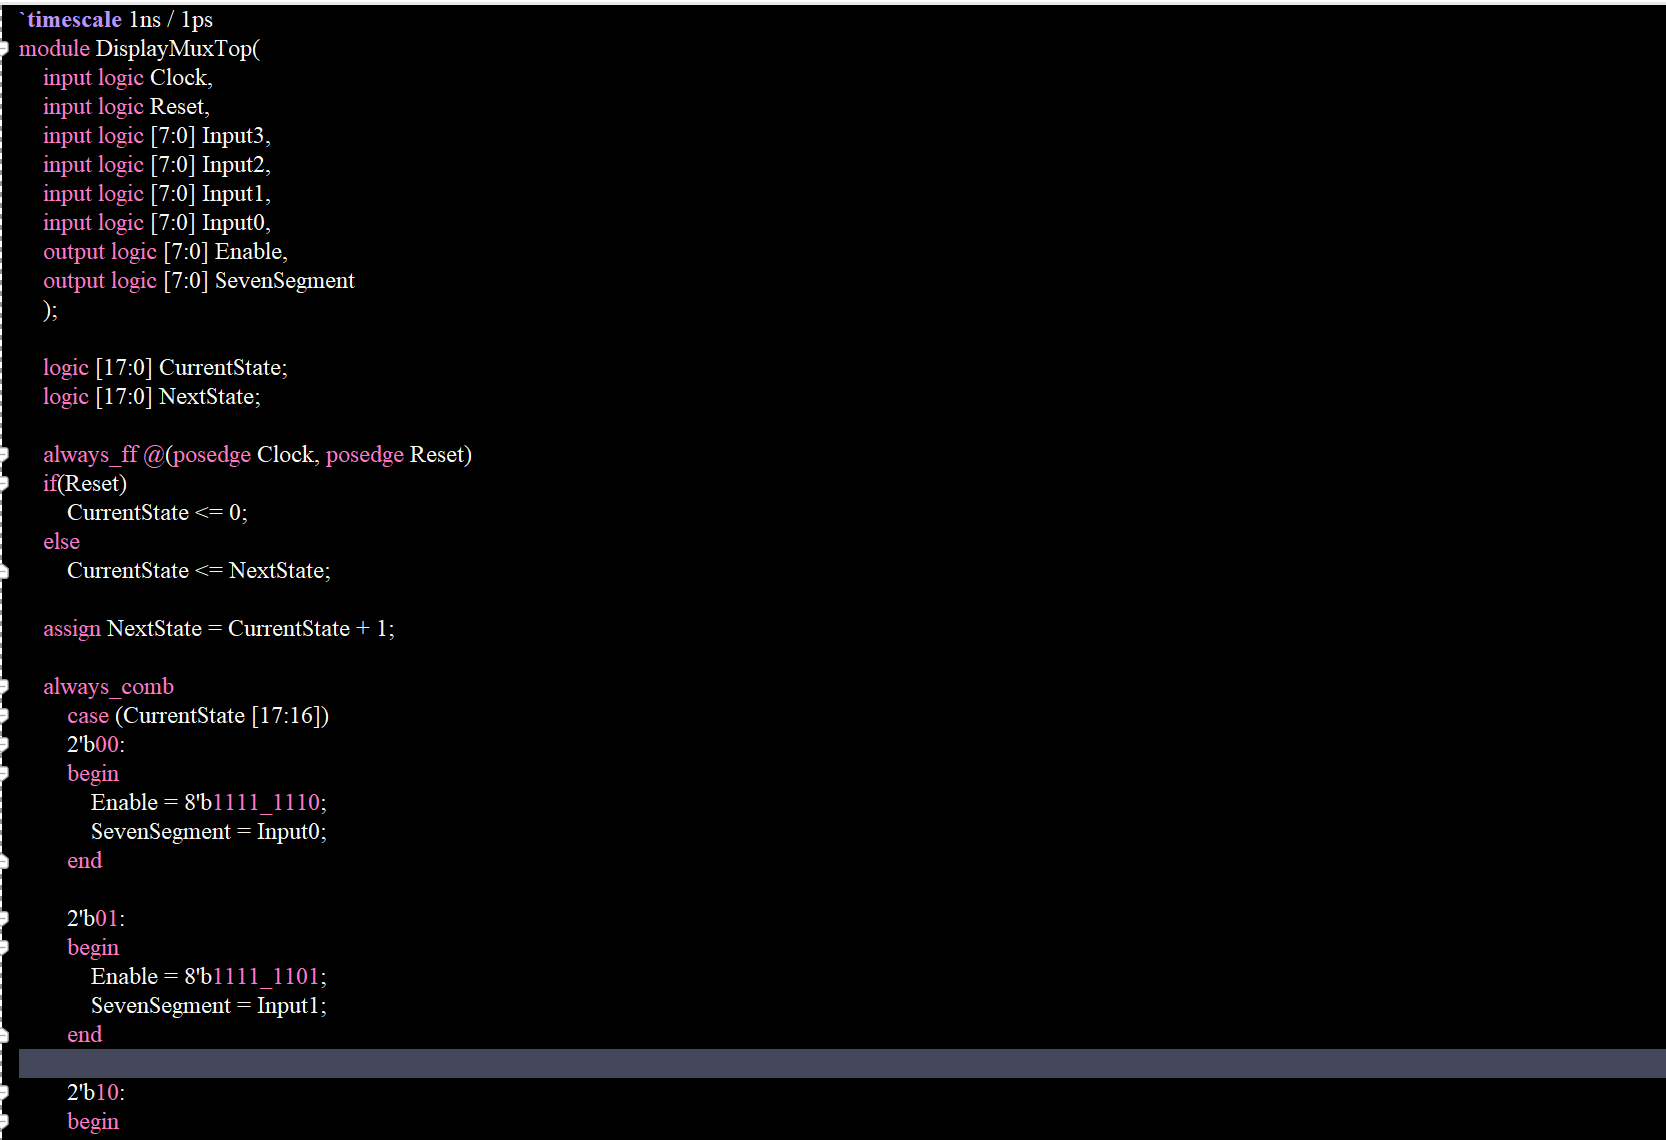 `timescale 1ns / 1ps
module DisplayMuxTop(
input logic Clock,
input logic Reset,
input logic [7:0] Input3,
input logic [7:0] Input2,
input logic [7:0] Input1,
input logic [7:0] Input0,
output logic [7:0] Enable,
output logic [7:0] SevenSegment
);
logic [17:0] CurrentState;
logic [17:0] NextState;
always_ff @(posedge Clock, posedge Reset)
if(Reset)
CurrentState <= 0;
else
CurrentState <= NextState;
assign NextState = CurrentState + 1;
always_comb
case (CurrentState [17:16])
2'b00:
begin
Enable = 8'b1111_1110;
SevenSegment = Input0;
end
2'b01:
begin
Enable = 8'b1111_1101;
SevenSegment = Input1;
end
2'b10:
begin